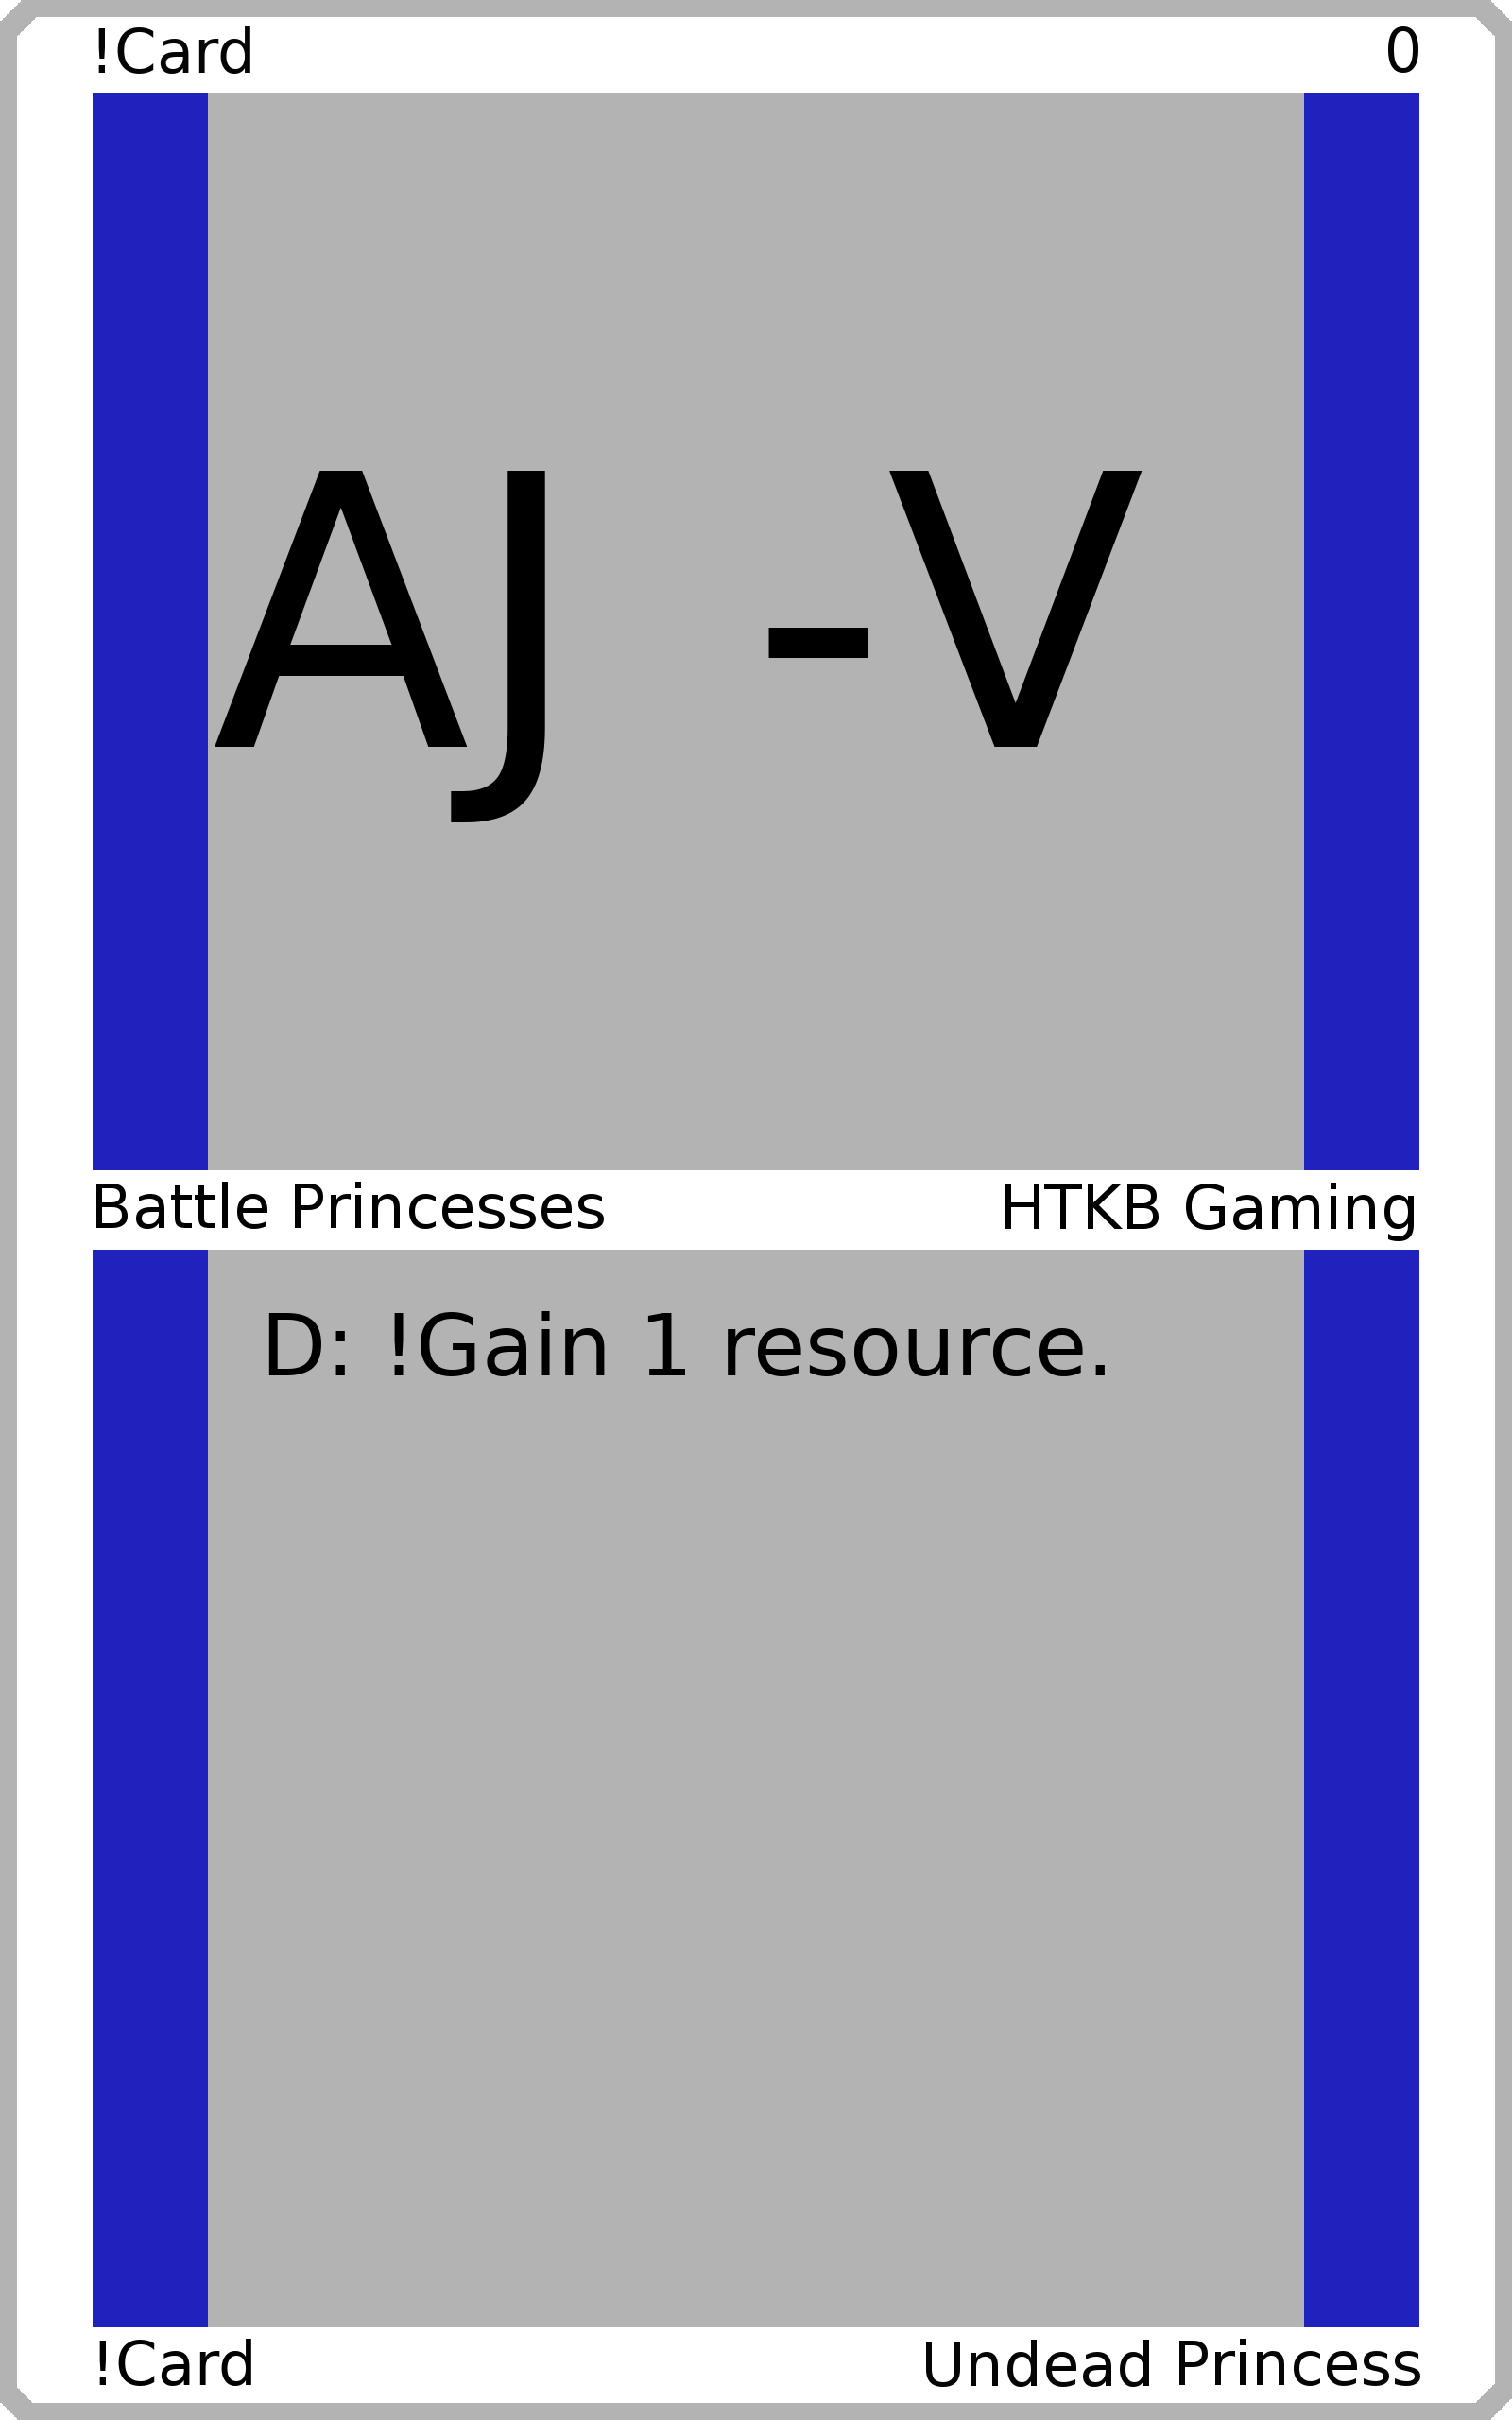 !Card 0
AJ -V
Battle Princesses HTKB Gaming
D: !Gain 1 resource.
!Card Undead Princess